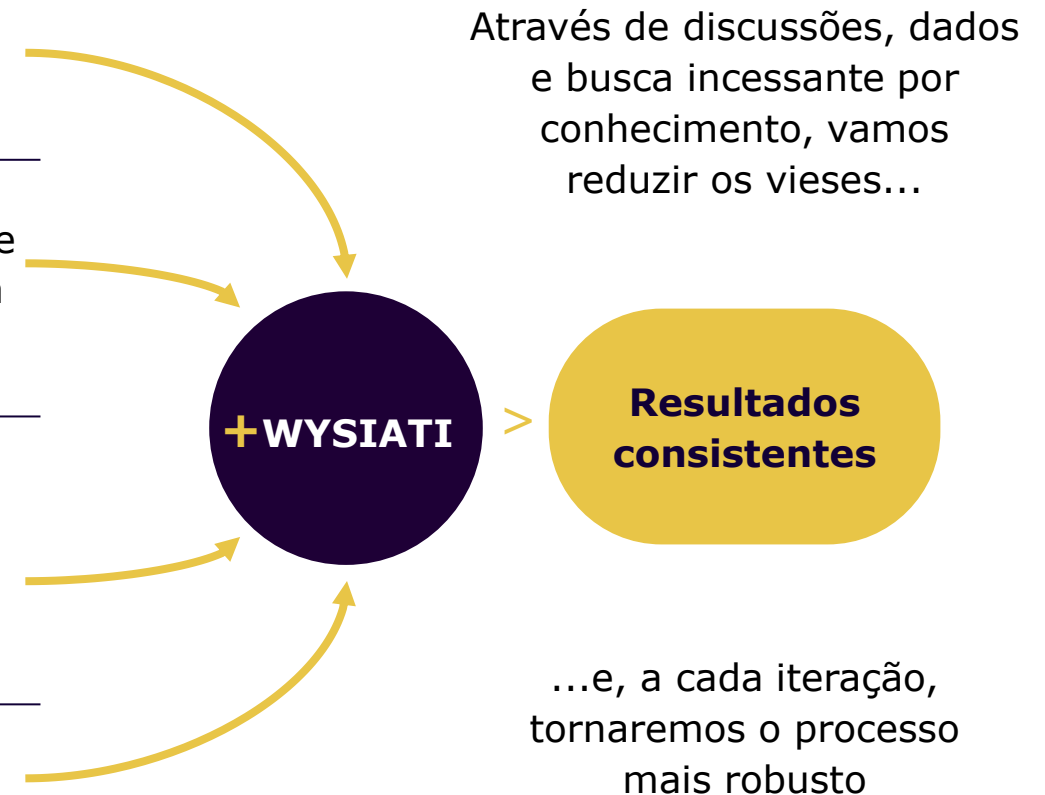 Através de discussões, dados
e busca incessante por
conhecimento, vamos
reduzir os vieses...
e
+WYSIATI
>
Resultados
consistentes
...e, a cada iteração,
tornaremos o processo
mais robusto